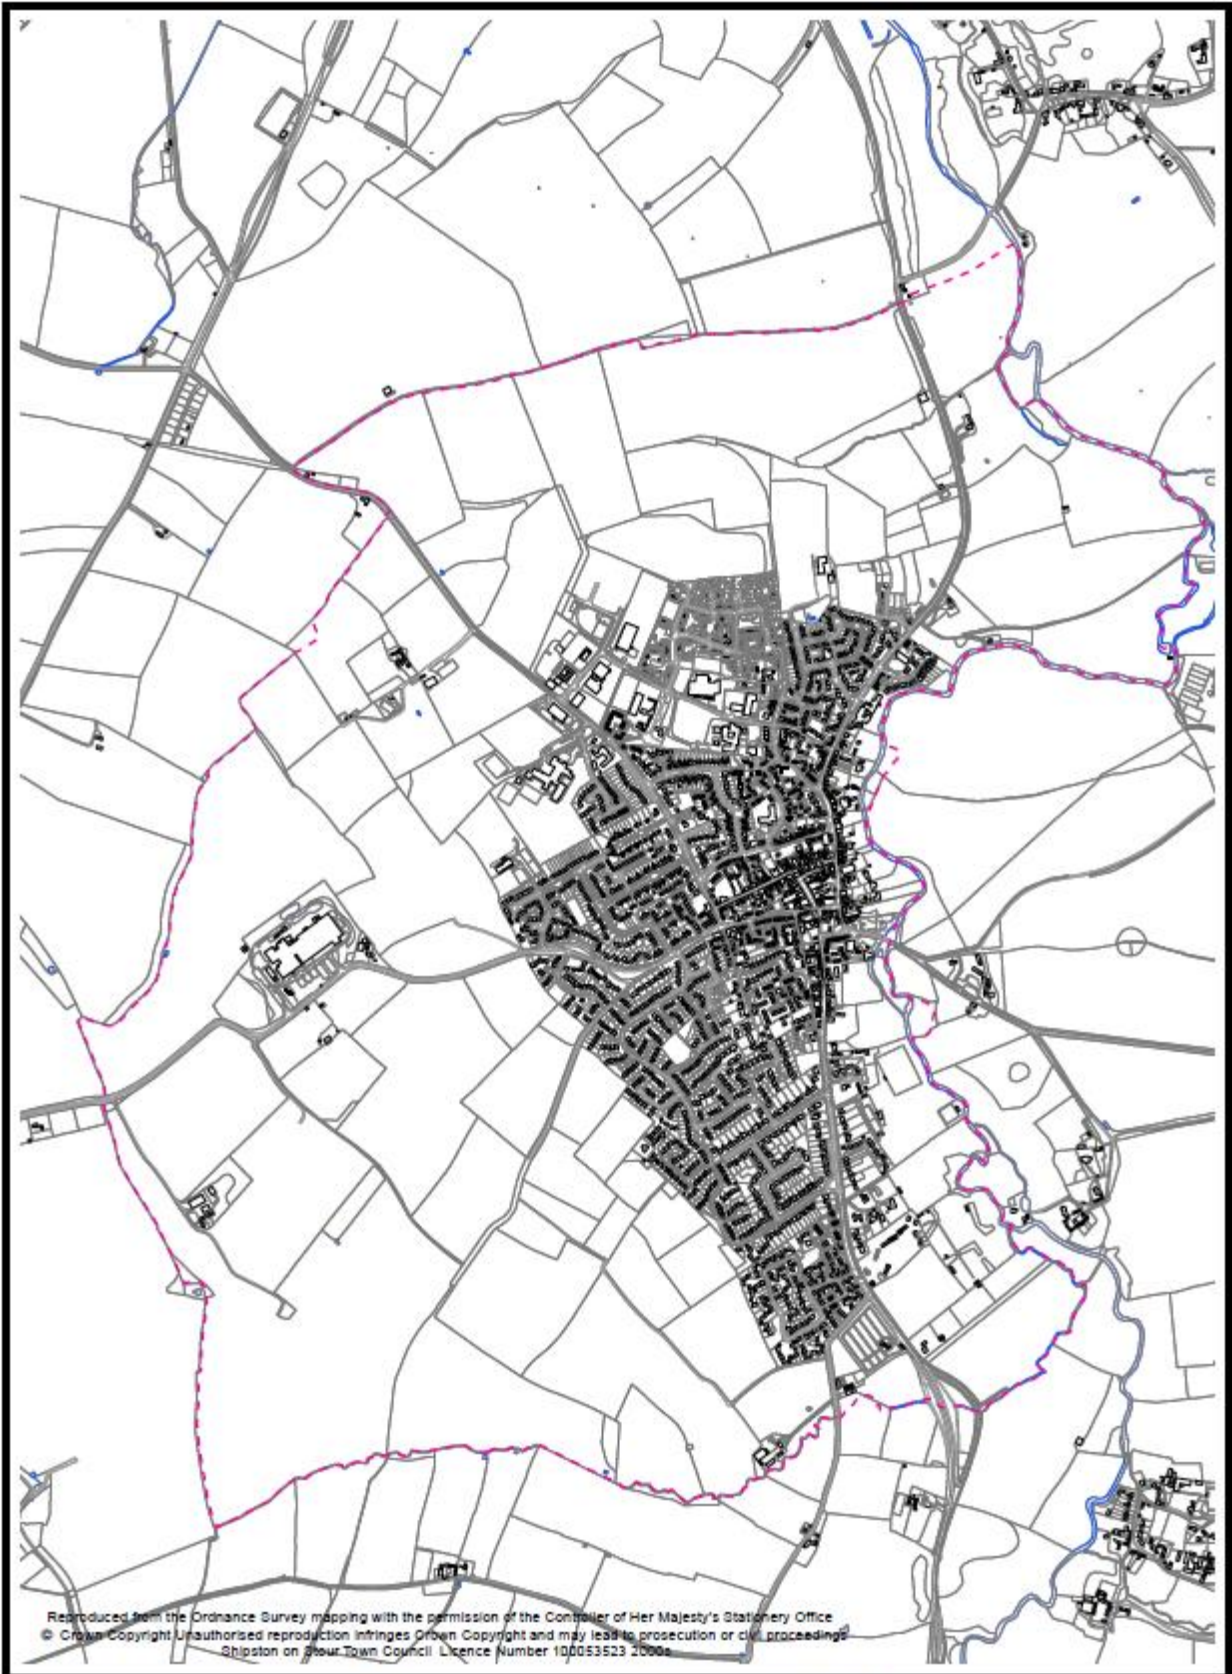 Reproduced from the Ordnance Survey mapping with the permission of the Controller of Her Majesty's Stationery Office
© Crown Copyright Unauthorised reproduction infringes Crown Copyright and may lead to prosecution or civil proceedings
Shipston on Stour Town Council Licence Number 100053523